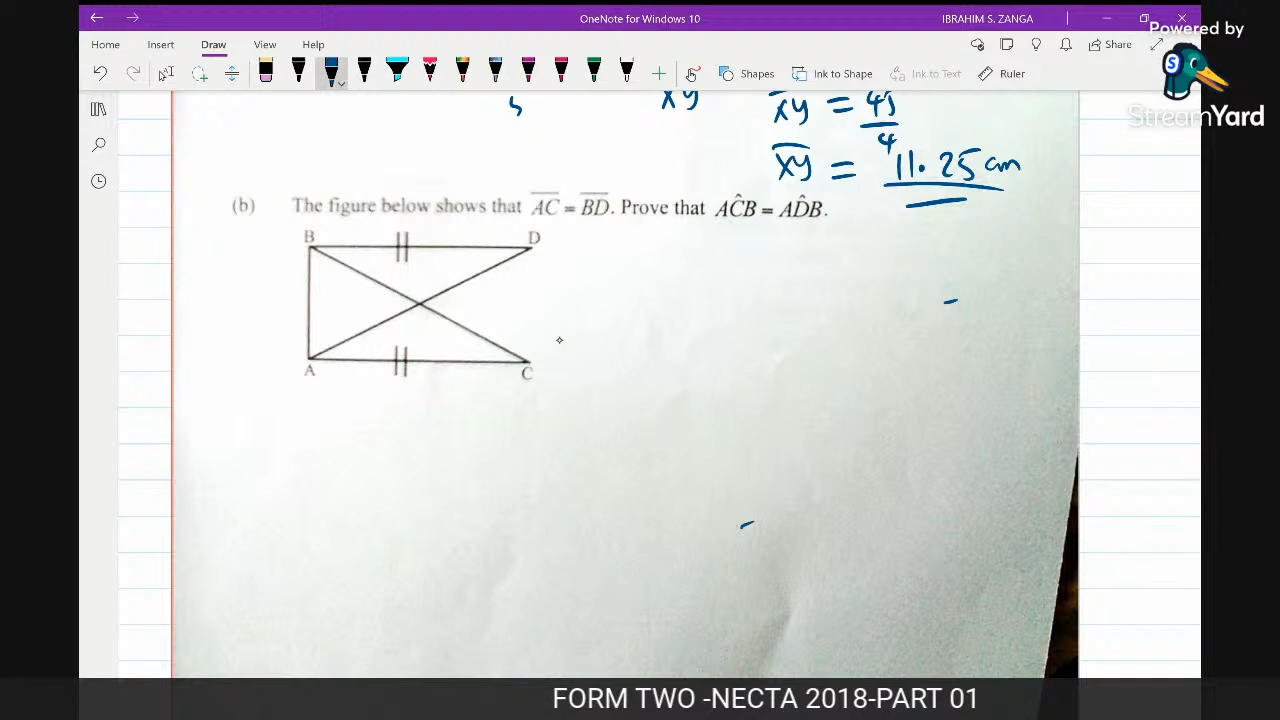 OneNote for Windows 10
IBRAHIM S. ZANGA
Powered by
StreamYard
Home Insert Draw View Help
Share
Shapes Ink to Shape Ink to Text Ruler
xy
xy = 45
4
xy = 11.25 cm
(b) The figure below shows that AC = BD. Prove that AĈB = AD̂B.
B D
A C
FORM TWO -NECTA 2018-PART 01